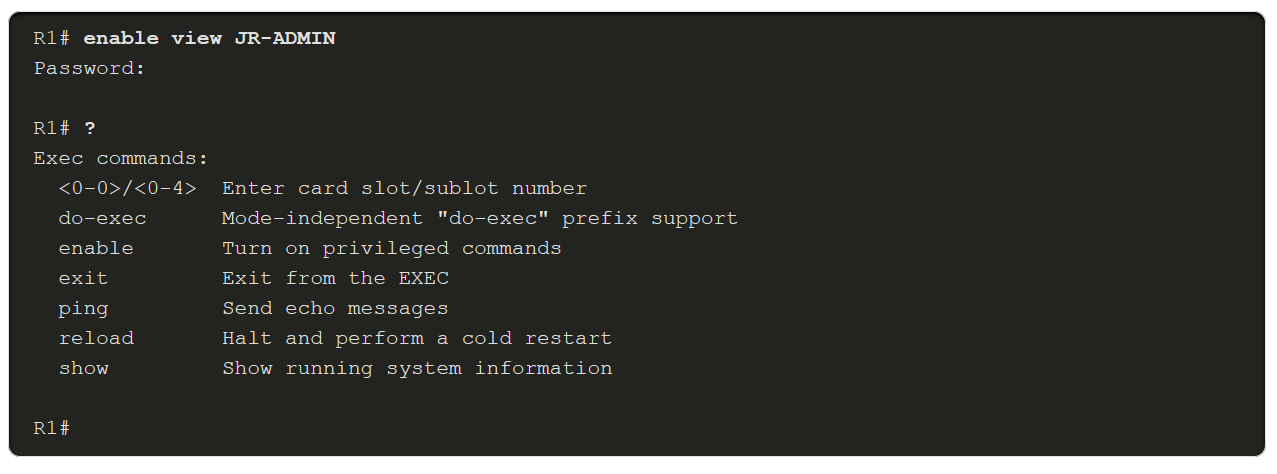 R1# enable view JR-ADMIN
Password:
R1# ?
Exec commands:
<0-0>/<0-4> Enter card slot/sublot number
do-exec Mode-independent "do-exec" prefix support
enable Turn on privileged commands
exit Exit from the EXEC
ping Send echo messages
reload Halt and perform a cold restart
show Show running system information
R1#